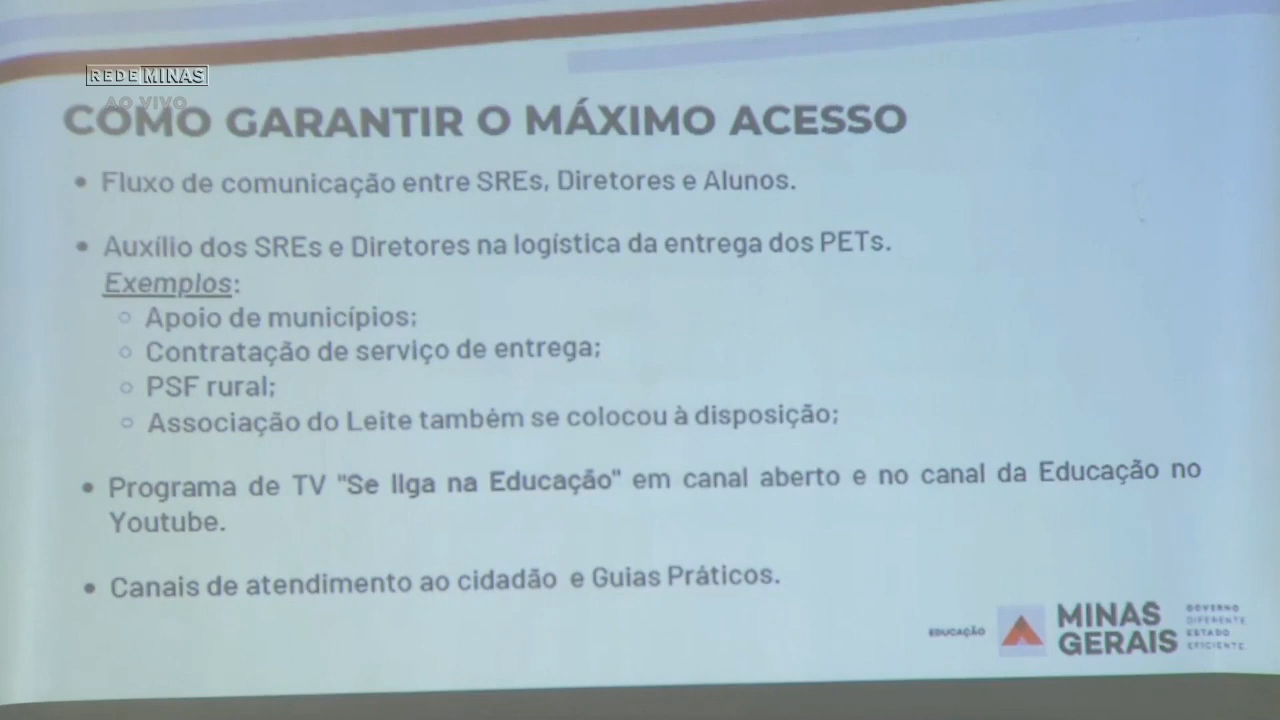 REDE MINAS
AO VIVO
COMO GARANTIR O MÁXIMO ACESSO
• Fluxo de comunicação entre SREs, Diretores e Alunos.
• Auxílio dos SREs e Diretores na logística da entrega dos PETs.
Exemplos:
○ Apoio de municípios;
○ Contratação de serviço de entrega;
○ PSF rural;
○ Associação do Leite também se colocou à disposição;
• Programa de TV "Se liga na Educação" em canal aberto e no canal da Educação no
Youtube.
• Canais de atendimento ao cidadão e Guias Práticos.
EDUCAÇÃO
MINAS
GERAIS
GOVERNO
DIFERENTE
ESTADO
EFICIENTE